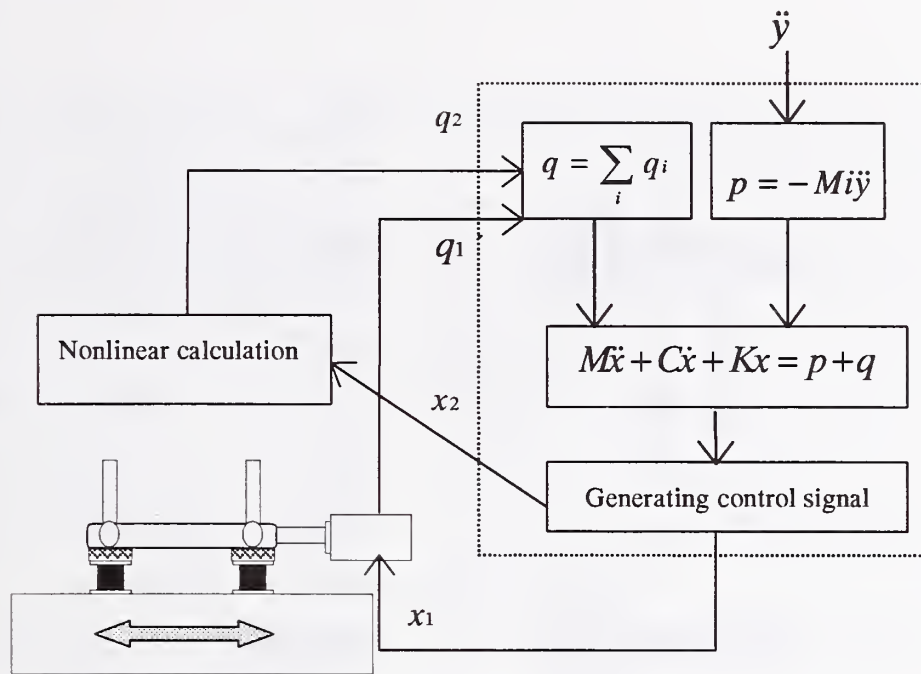 ÿ
q2
q = ∑i qi
p = −Miÿ
q1
Nonlinear calculation
Mẍ + Cẋ + Kx = p + q
x2
Generating control signal
x1